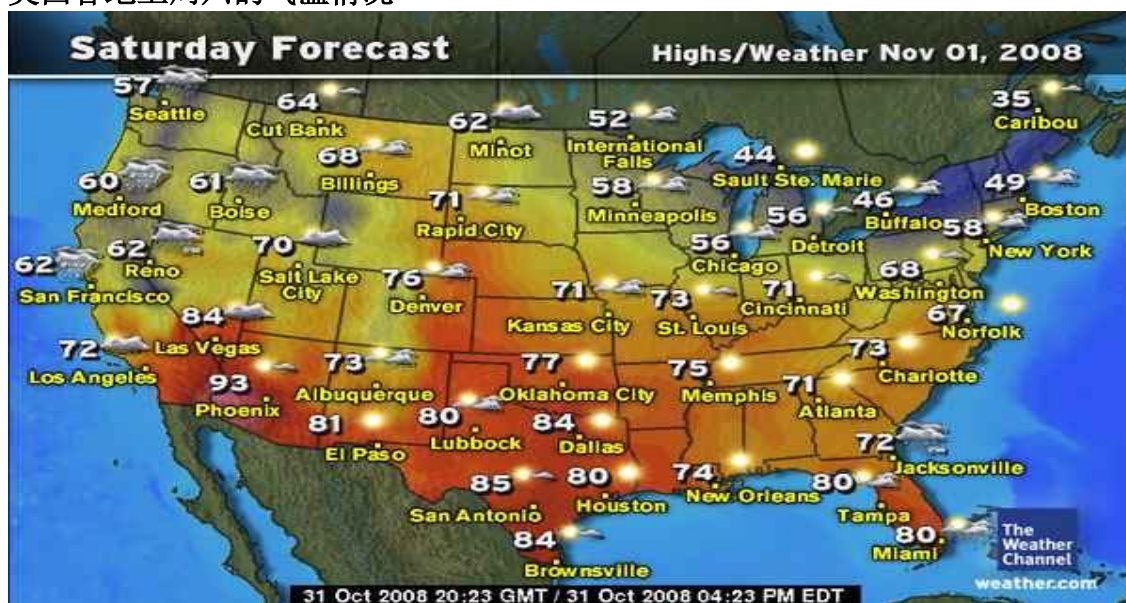 Saturday Forecast
Highs/Weather Nov 01, 2008
57
Seattle
64
Cut Bank
62
Minot
52
International
Falls
35
Caribou
60
Medford
61
Boise
68
Billings
71
Rapid City
58
Minneapolis
44
Sault Ste. Marie
49
Boston
46
Buffalo
56
Detroit
58
New York
62
San Francisco
62
Reno
70
Salt Lake
City
76
Denver
56
Chicago
68
Washington
71
Kansas City
73
St. Louis
71
Cincinnati
67
Norfolk
72
Los Angeles
84
Las Vegas
73
Albuquerque
77
Oklahoma City
75
Memphis
73
Charlotte
93
Phoenix
81
El Paso
80
Lubbock
84
Dallas
71
Atlanta
72
Jacksonville
85
San Antonio
80
Houston
74
New Orleans
80
Tampa
84
Brownsville
80
Miami
The
Weather
Channel
weather.com
31 Oct 2008 20:23 GMT / 31 Oct 2008 04:23 PM EDT